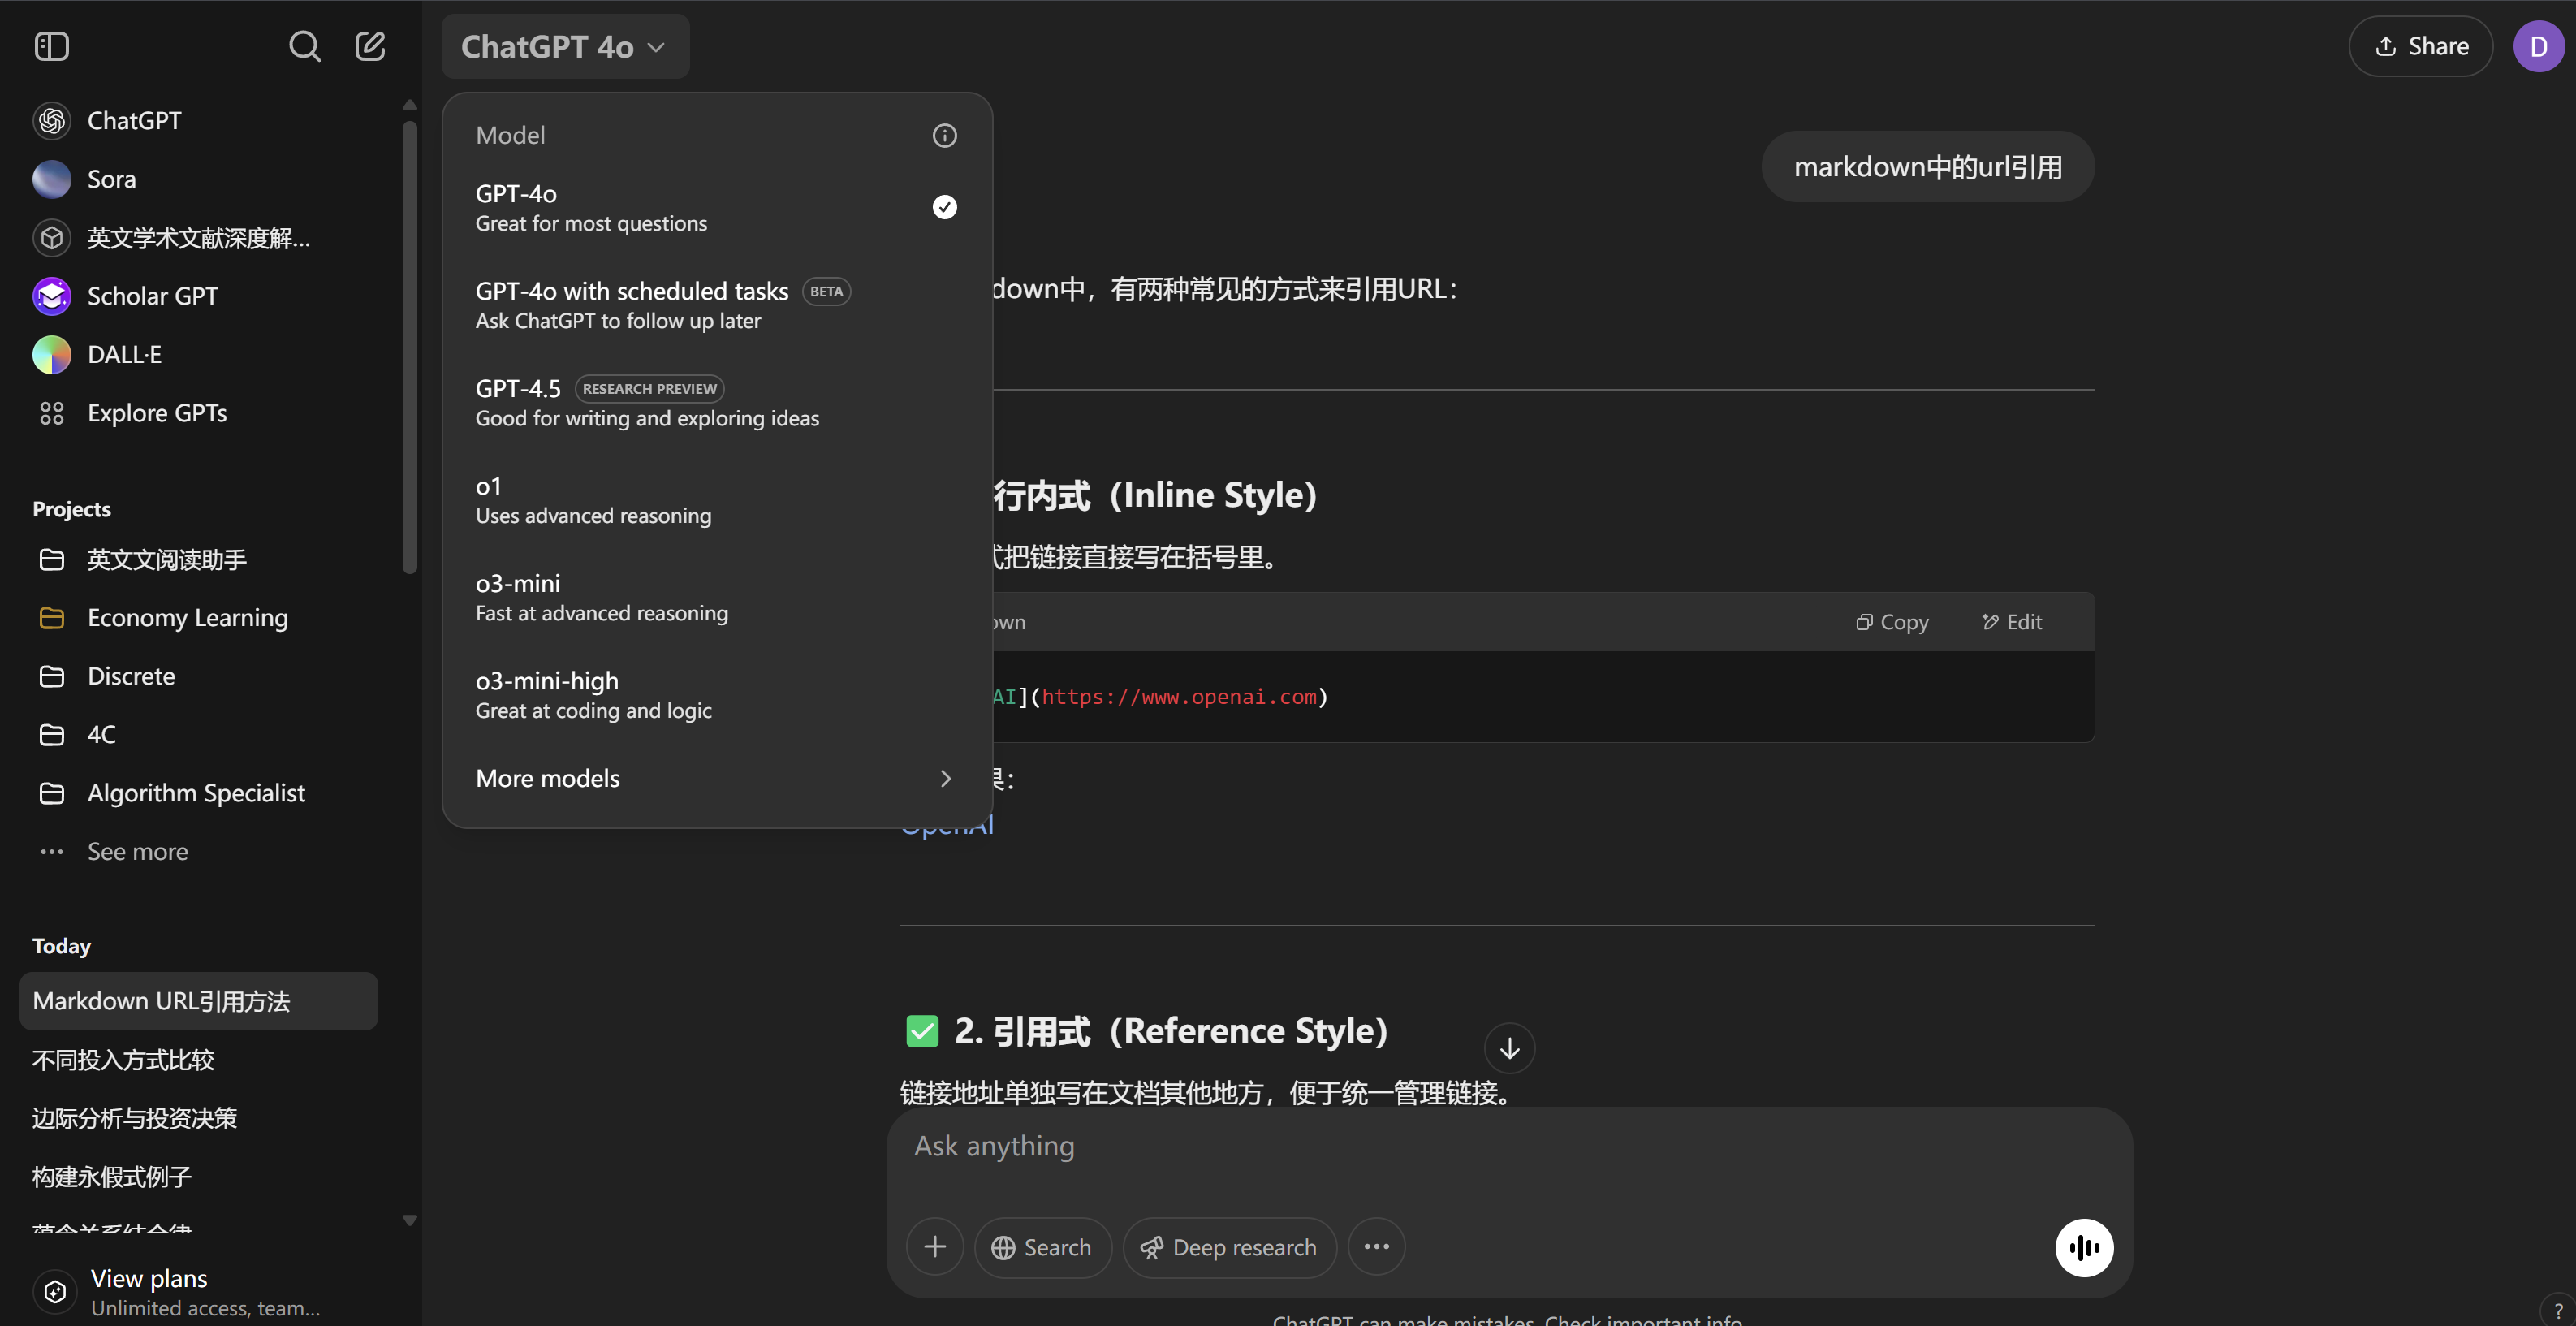 ChatGPT
Sora
英文学术文献深度解...
Scholar GPT
DALL·E
Explore GPTs
Projects
英文文阅读助手
Economy Learning
Discrete
4C
Algorithm Specialist
See more
Today
Markdown URL引用方法
不同投入方式比较
边际分析与投资决策
构建永假式例子
View plans
Unlimited access, team...
ChatGPT 4o
Model
GPT-4o
Great for most questions
GPT-4o with scheduled tasks BETA
Ask ChatGPT to follow up later
GPT-4.5 RESEARCH PREVIEW
Good for writing and exploring ideas
o1
Uses advanced reasoning
o3-mini
Fast at advanced reasoning
o3-mini-high
Great at coding and logic
More models
Share
D
markdown中的url引用
down中，有两种常见的方式来引用URL：
行内式（Inline Style）
把链接直接写在括号里。
own
Copy
Edit
AI](https://www.openai.com)
果：
OpenAI
2. 引用式（Reference Style）
链接地址单独写在文档其他地方，便于统一管理链接。
Ask anything
Search
Deep research
ChatGPT can make mistakes. Check important info.
?